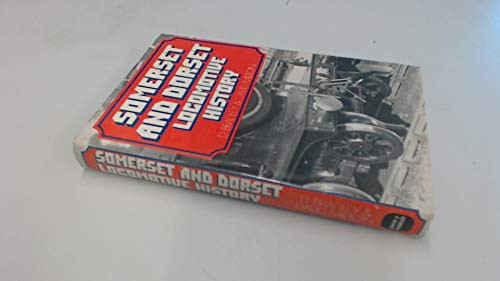 SOMERSET
AND DORSET
LOCOMOTIVE
HISTORY
SOMERSET AND DORSET
LOCOMOTIVE HISTORY